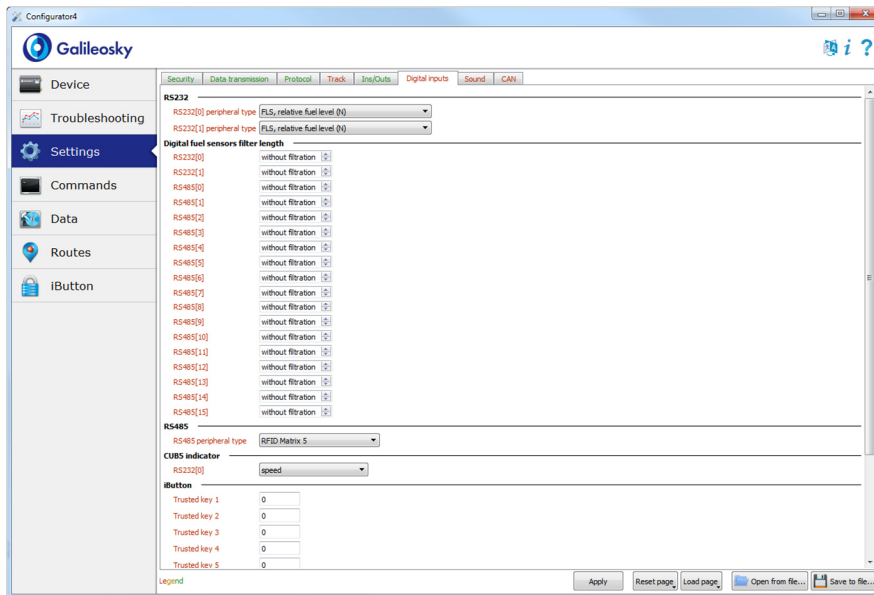 Configurator4
Galileosky
Device
Troubleshooting
Settings
Commands
Data
Routes
iButton
Security Data transmission Protocol Track Ins/Outs Digital inputs Sound CAN
RS232
RS232[0] peripheral type FLS, relative fuel level (N)
RS232[1] peripheral type FLS, relative fuel level (N)
Digital fuel sensors filter length
RS232[0] without filtration
RS232[1] without filtration
RS485[0] without filtration
RS485[1] without filtration
RS485[2] without filtration
RS485[3] without filtration
RS485[4] without filtration
RS485[5] without filtration
RS485[6] without filtration
RS485[7] without filtration
RS485[8] without filtration
RS485[9] without filtration
RS485[10] without filtration
RS485[11] without filtration
RS485[12] without filtration
RS485[13] without filtration
RS485[14] without filtration
RS485[15] without filtration
RS485
RS485 peripheral type RFID Matrix 5
CUB5 indicator
RS232[0] speed
iButton
Trusted key 1 0
Trusted key 2 0
Trusted key 3 0
Trusted key 4 0
Trusted key 5 0
Legend Apply Reset page Load page Open from file... Save to file...